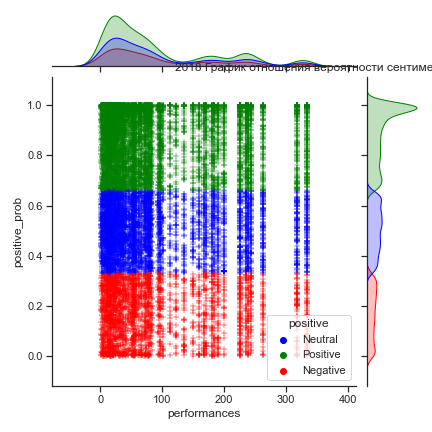 2018 График отношения вероятности сентиме
1.0
0.8
0.6
0.4
0.2
0.0
positive_prob
positive
Neutral
Positive
Negative
0
100
200
300
400
performances